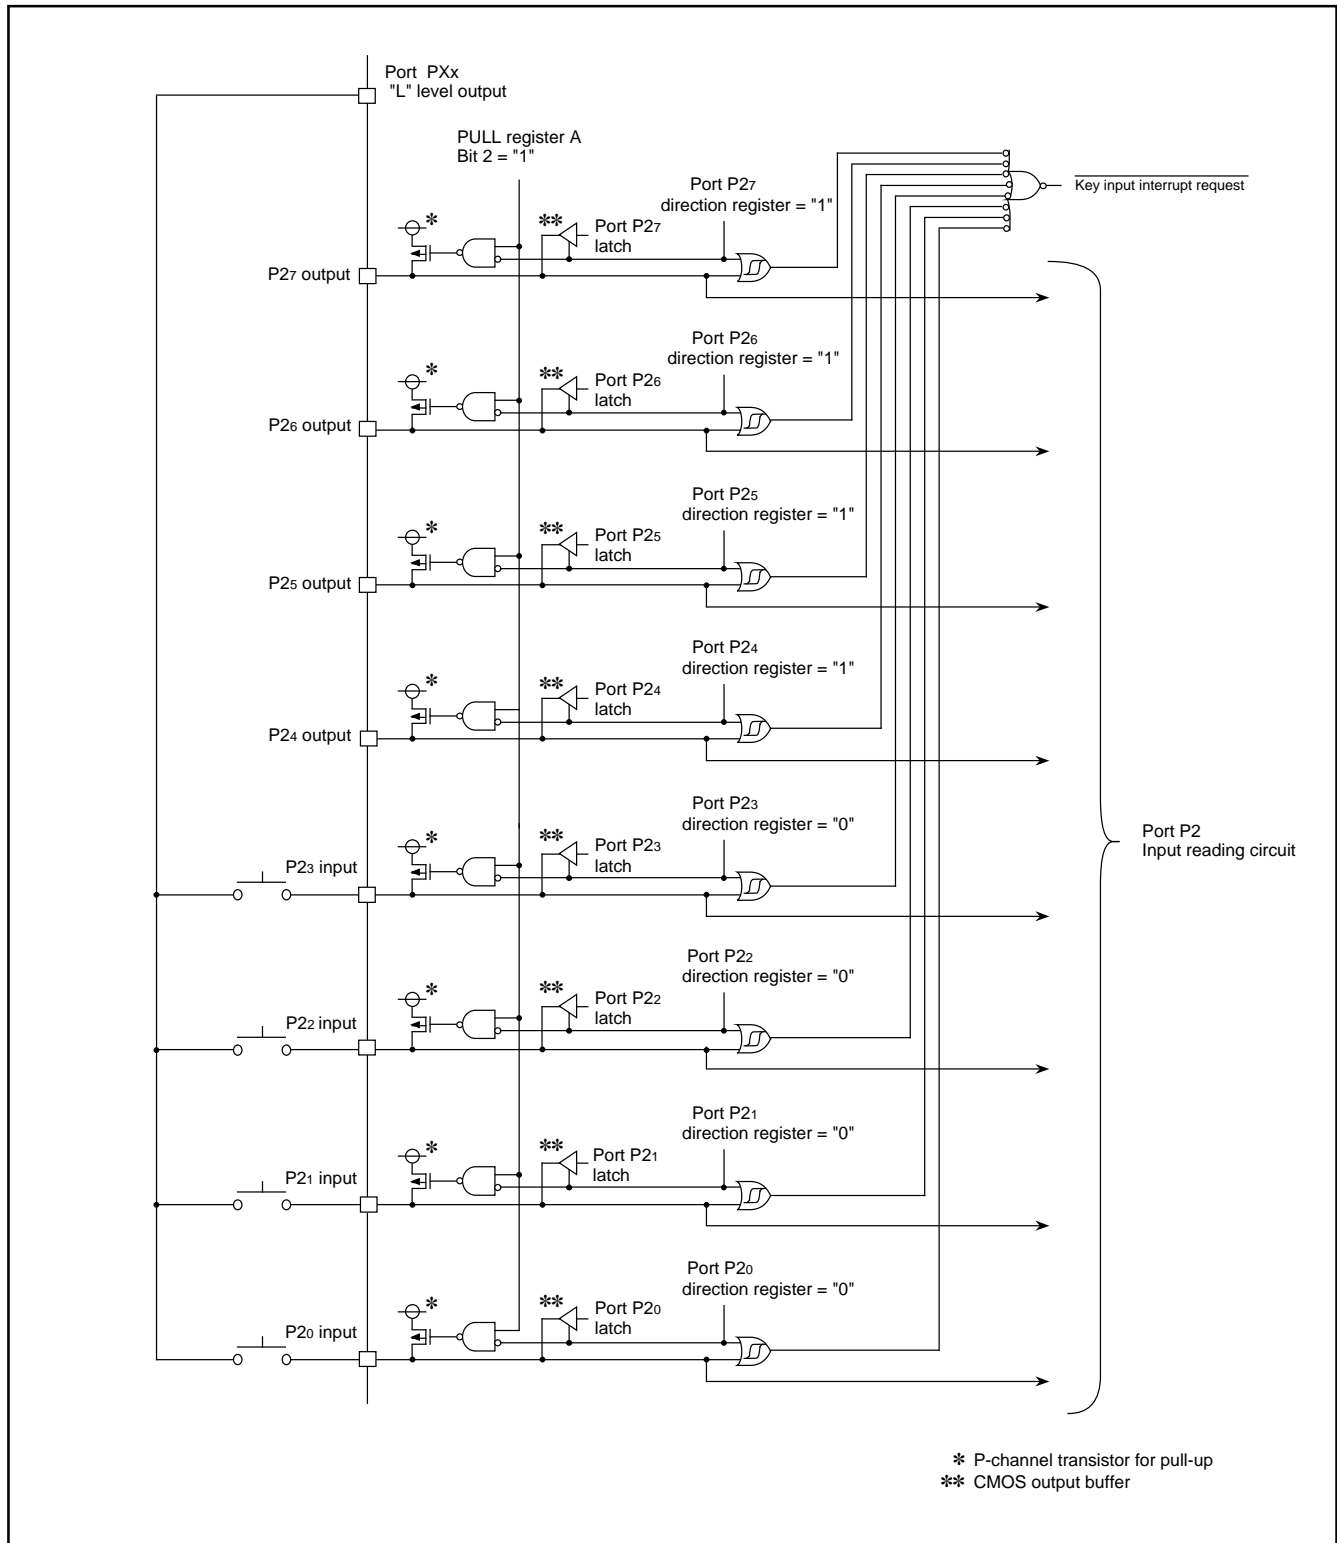 Port PXx
"L" level output
PULL register A
Bit 2 = "1"
Key input interrupt request
Port P27
direction register = "1"
*
**
Port P27
latch
P27 output
Port P26
direction register = "1"
*
**
Port P26
latch
P26 output
Port P25
direction register = "1"
*
**
Port P25
latch
P25 output
Port P24
direction register = "1"
*
**
Port P24
latch
P24 output
Port P23
direction register = "0"
*
**
Port P23
latch
P23 input
Port P2
Input reading circuit
Port P22
direction register = "0"
*
**
Port P22
latch
P22 input
Port P21
direction register = "0"
*
**
Port P21
latch
P21 input
Port P20
direction register = "0"
*
**
Port P20
latch
P20 input
* P-channel transistor for pull-up
** CMOS output buffer